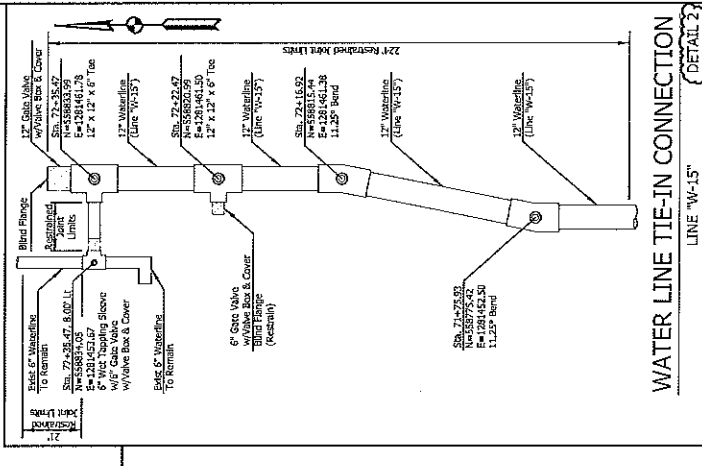 12" Gate Valve
w/Valve Box & Cover
Blind Flange
Sta. 72+35.47
N=558833.99
E=1281461.78
12" x 12" x 6" Tee
Restrained
Joint
Limits
Exist 6" Waterline
To Remain
12" Waterline
(Line "W-15")
Sta. 72+35.47, 8.00' Lt
N=558834.05
E=1281453.67
6" Wet Tapping Sleeve
w/6" Gate Valve
w/Valve Box & Cover
Exist 6" Waterline
To Remain
21'
Restrained
Joint Limits
Sta. 72+22.47
N=558820.99
E=1281461.50
12" x 12" x 6" Tee
12" Waterline
(Line "W-15")
6" Gate Valve
w/Valve Box & Cover
Blind Flange
(Restrain)
Sta. 72+16.92
N=558815.44
E=1281461.38
11.25° Bend
12" Waterline
(Line "W-15")
Sta. 71+75.93
N=558775.42
E=1281452.50
11.25° Bend
12" Waterline
(Line "W-15")
224' Restrained Joint Limits
WATER LINE TIE-IN CONNECTION
LINE "W-15"
DETAIL 2